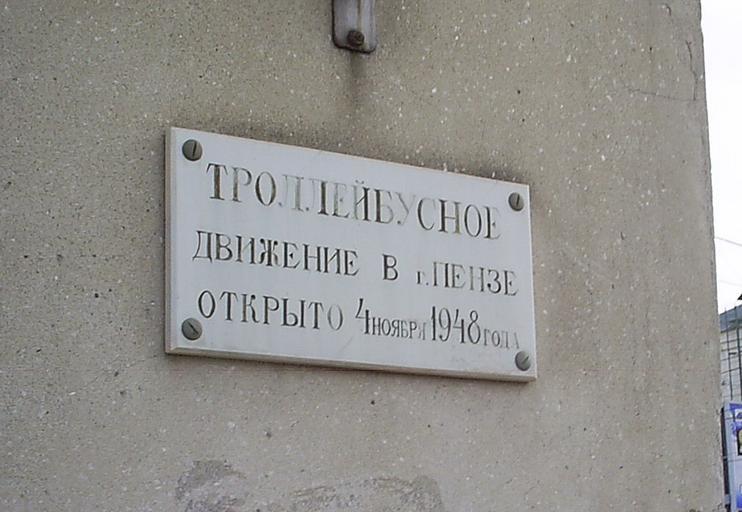 ТРОЛЛЕЙБУСНОЕ
ДВИЖЕНИЕ В г. ПЕНЗЕ
ОТКРЫТО 4 НОЯБРЯ 1948 ГОДА